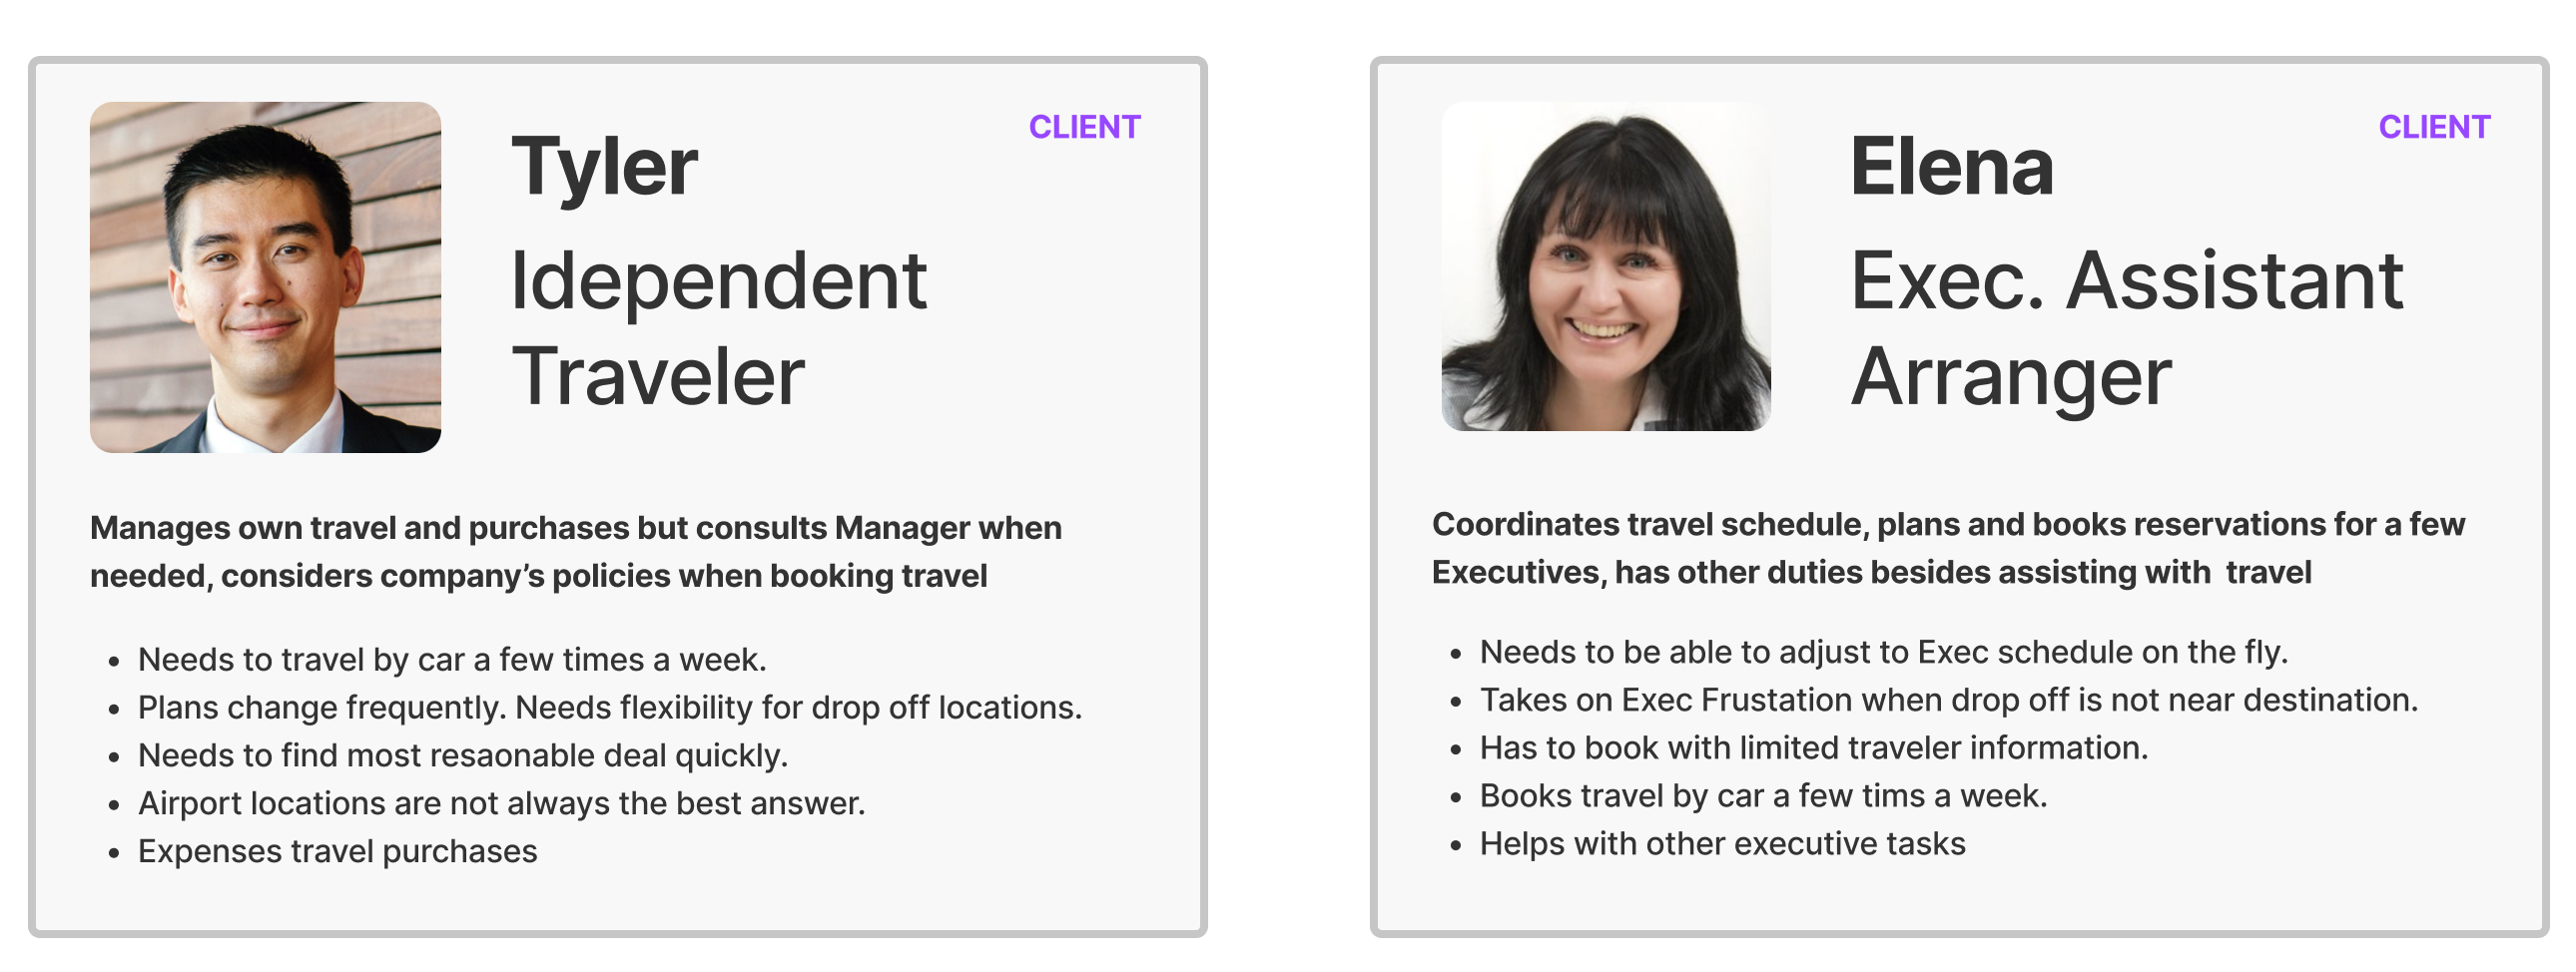 CLIENT
Tyler
Idependent
Traveler
Manages own travel and purchases but consults Manager when
needed, considers company’s policies when booking travel
• Needs to travel by car a few times a week.
• Plans change frequently. Needs flexibility for drop off locations.
• Needs to find most resaonable deal quickly.
• Airport locations are not always the best answer.
• Expenses travel purchases
CLIENT
Elena
Exec. Assistant
Arranger
Coordinates travel schedule, plans and books reservations for a few
Executives, has other duties besides assisting with  travel
• Needs to be able to adjust to Exec schedule on the fly.
• Takes on Exec Frustation when drop off is not near destination.
• Has to book with limited traveler information.
• Books travel by car a few tims a week.
• Helps with other executive tasks